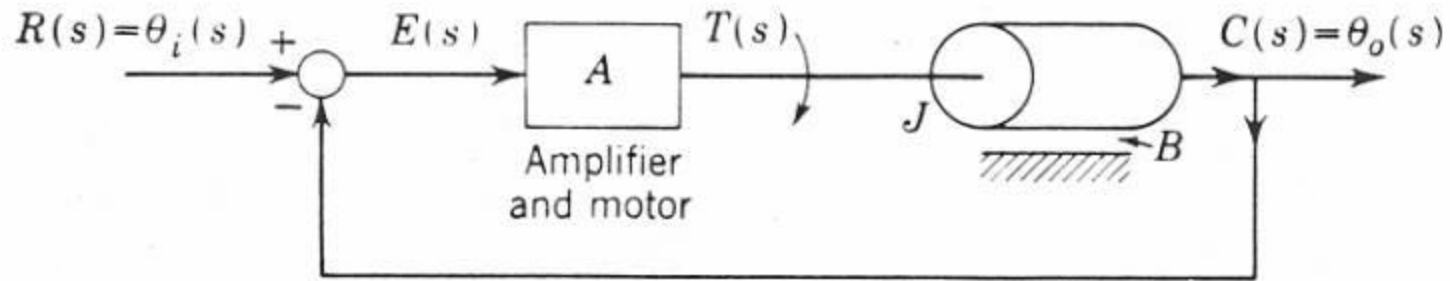 R(s)=θᵢ(s) + E(s) T(s) C(s)=θₒ(s)
A
−
J
B
Amplifier
and motor